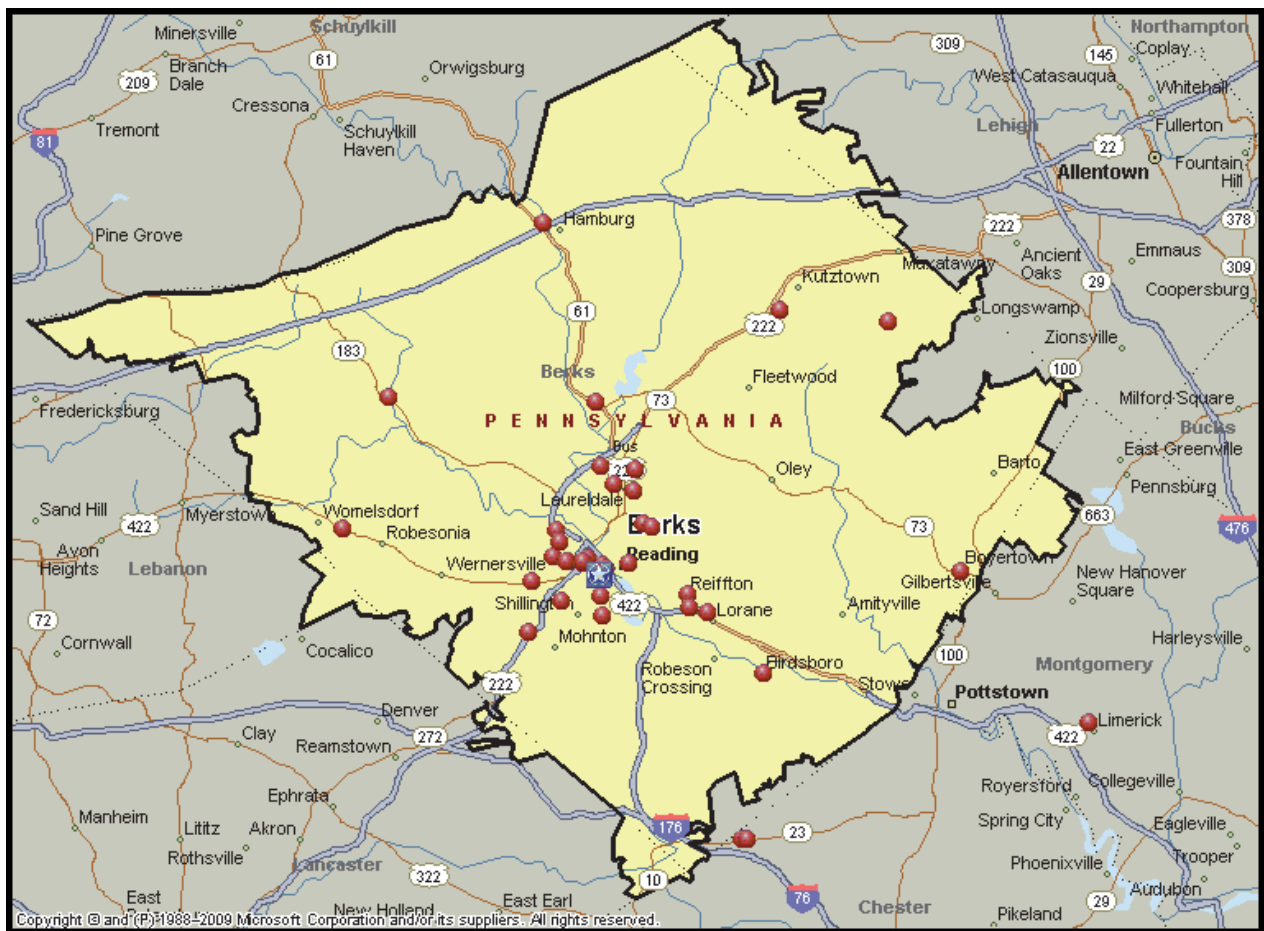 Schuylkill
Northampton
Minersville
Branch
Dale
61
Orwigsburg
309
145
Coplay
West Catasauqua
Whitehall
209
Cressona
Tremont
Schuylkill
Haven
Lehigh
Fullerton
81
22
Allentown
Fountain
Hill
Hamburg
222
378
Pine Grove
Maxatawny
Ancient
Oaks
Emmaus
Kutztown
29
309
Coopersburg
61
222
Longswamp
183
Zionsville
Berks
Fleetwood
100
Fredericksburg
73
PENNSYLVANIA
Milford Square
Bucks
Bus
East Greenville
Oley
Barto
Pennsburg
Laureldale
Sand Hill
422
Myerstown
Womelsdorf
Robesonia
Berks
73
663
476
Avon
Heights
Lebanon
Wernersville
Reading
Boyertown
Gilbertsville
New Hanover
Square
Reiffton
Shillington
422
Lorane
Amityville
72
Cornwall
Mohnton
Harleysville
Cocalico
Robeson
Crossing
Birdsboro
100
Montgomery
222
Stowe
Pottstown
Denver
Limerick
Clay
272
422
Reamstown
Royersford
Collegeville
Ephrata
Spring City
Manheim
Lititz
Akron
176
23
Eagleville
Rothsville
Lancaster
Phoenixville
Trooper
322
10
Audubon
East
East Earl
76
Chester
29
New Holland
Pikeland
Copyright © and (P) 1988–2009 Microsoft Corporation and/or its suppliers. All rights reserved.